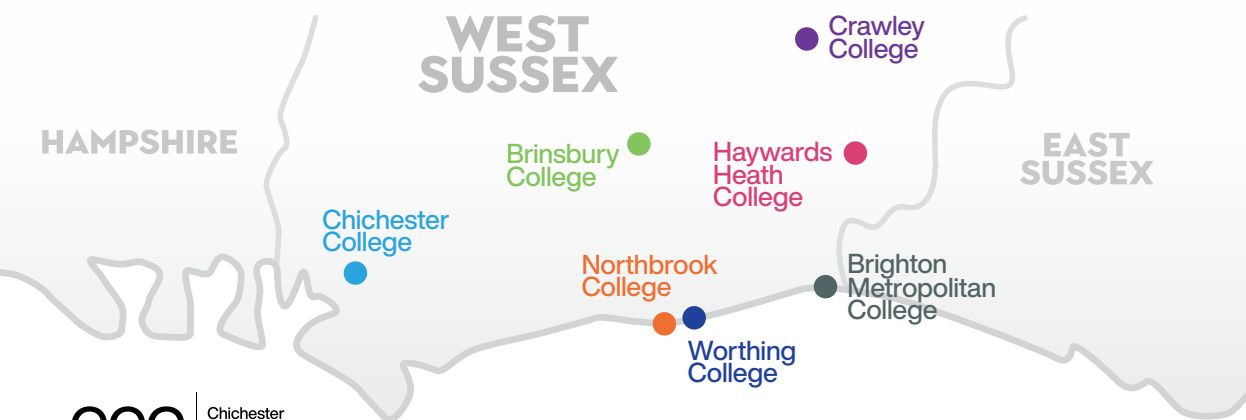 WEST
SUSSEX
Crawley
College
HAMPSHIRE
EAST
SUSSEX
Brinsbury
College
Haywards
Heath
College
Chichester
College
Northbrook
College
Brighton
Metropolitan
College
Worthing
College
Chichester